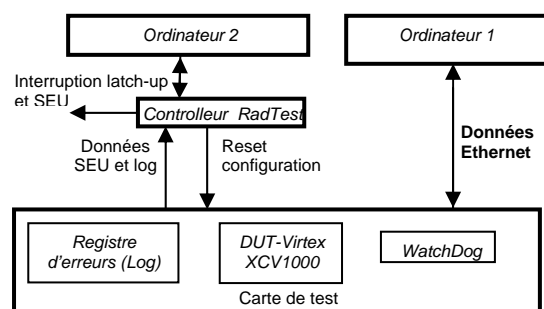 Ordinateur 2
Ordinateur 1
Interruption latch-up
et SEU
Controlleur RadTest
Données
SEU et log
Reset
configuration
Données
Ethernet
Registre
d'erreurs (Log)
DUT-Virtex
XCV1000
WatchDog
Carte de test